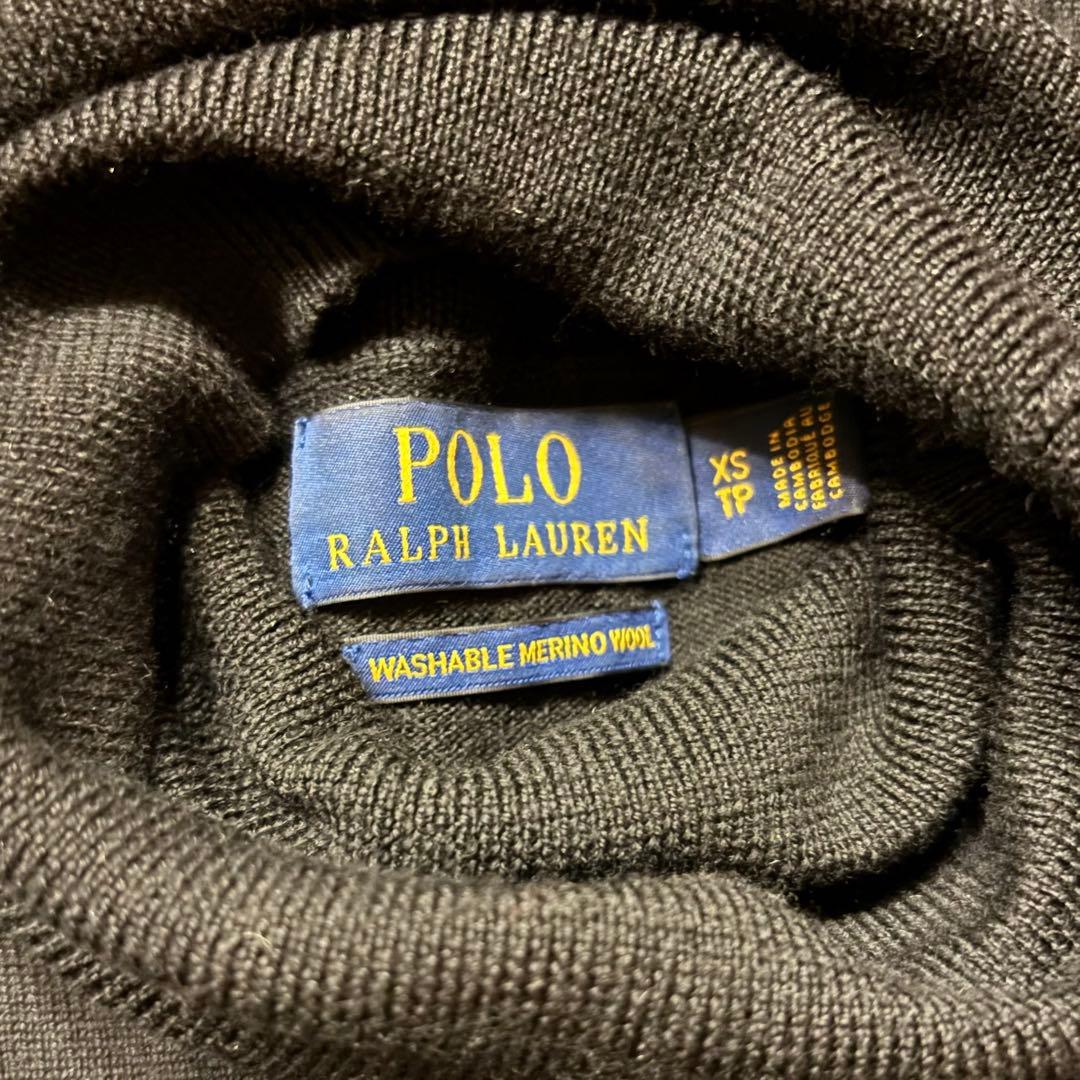 POLO
RALPH LAUREN
XS
TP
MADE IN
CAMBODIA
FABRIQUÉ AU
CAMBODGE
WASHABLE MERINO WOOL